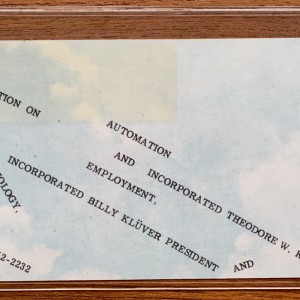 TION ON
AUTOMATION
AND INCORPORATED THEODORE W. K
EMPLOYMENT,
INCORPORATED BILLY KLÜVER PRESIDENT AND
OLOGY,
2-2232